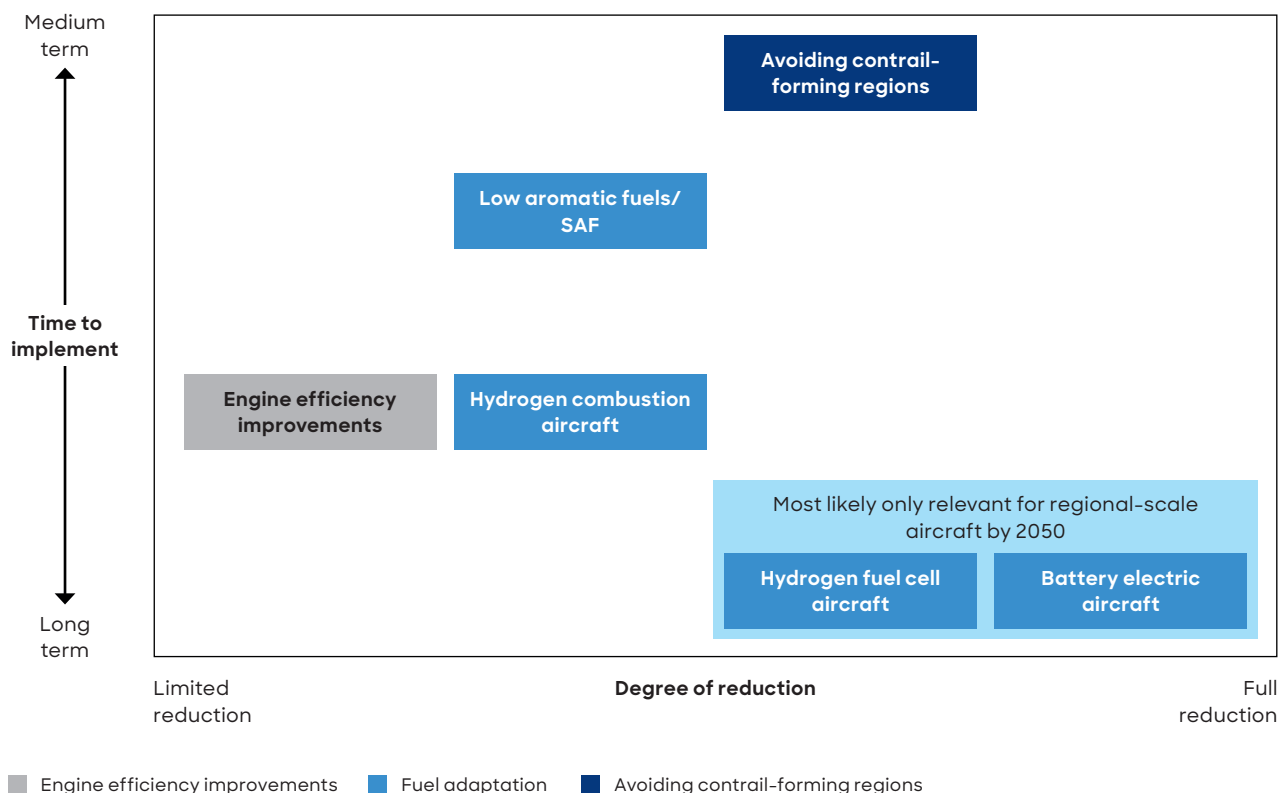 Medium
term
Avoiding contrail-
forming regions
Low aromatic fuels/
SAF
Time to
implement
Engine efficiency
improvements
Hydrogen combustion
aircraft
Most likely only relevant for regional-scale
aircraft by 2050
Hydrogen fuel cell
aircraft
Battery electric
aircraft
Long
term
Limited
reduction
Degree of reduction
Full
reduction
Engine efficiency improvements
Fuel adaptation
Avoiding contrail-forming regions